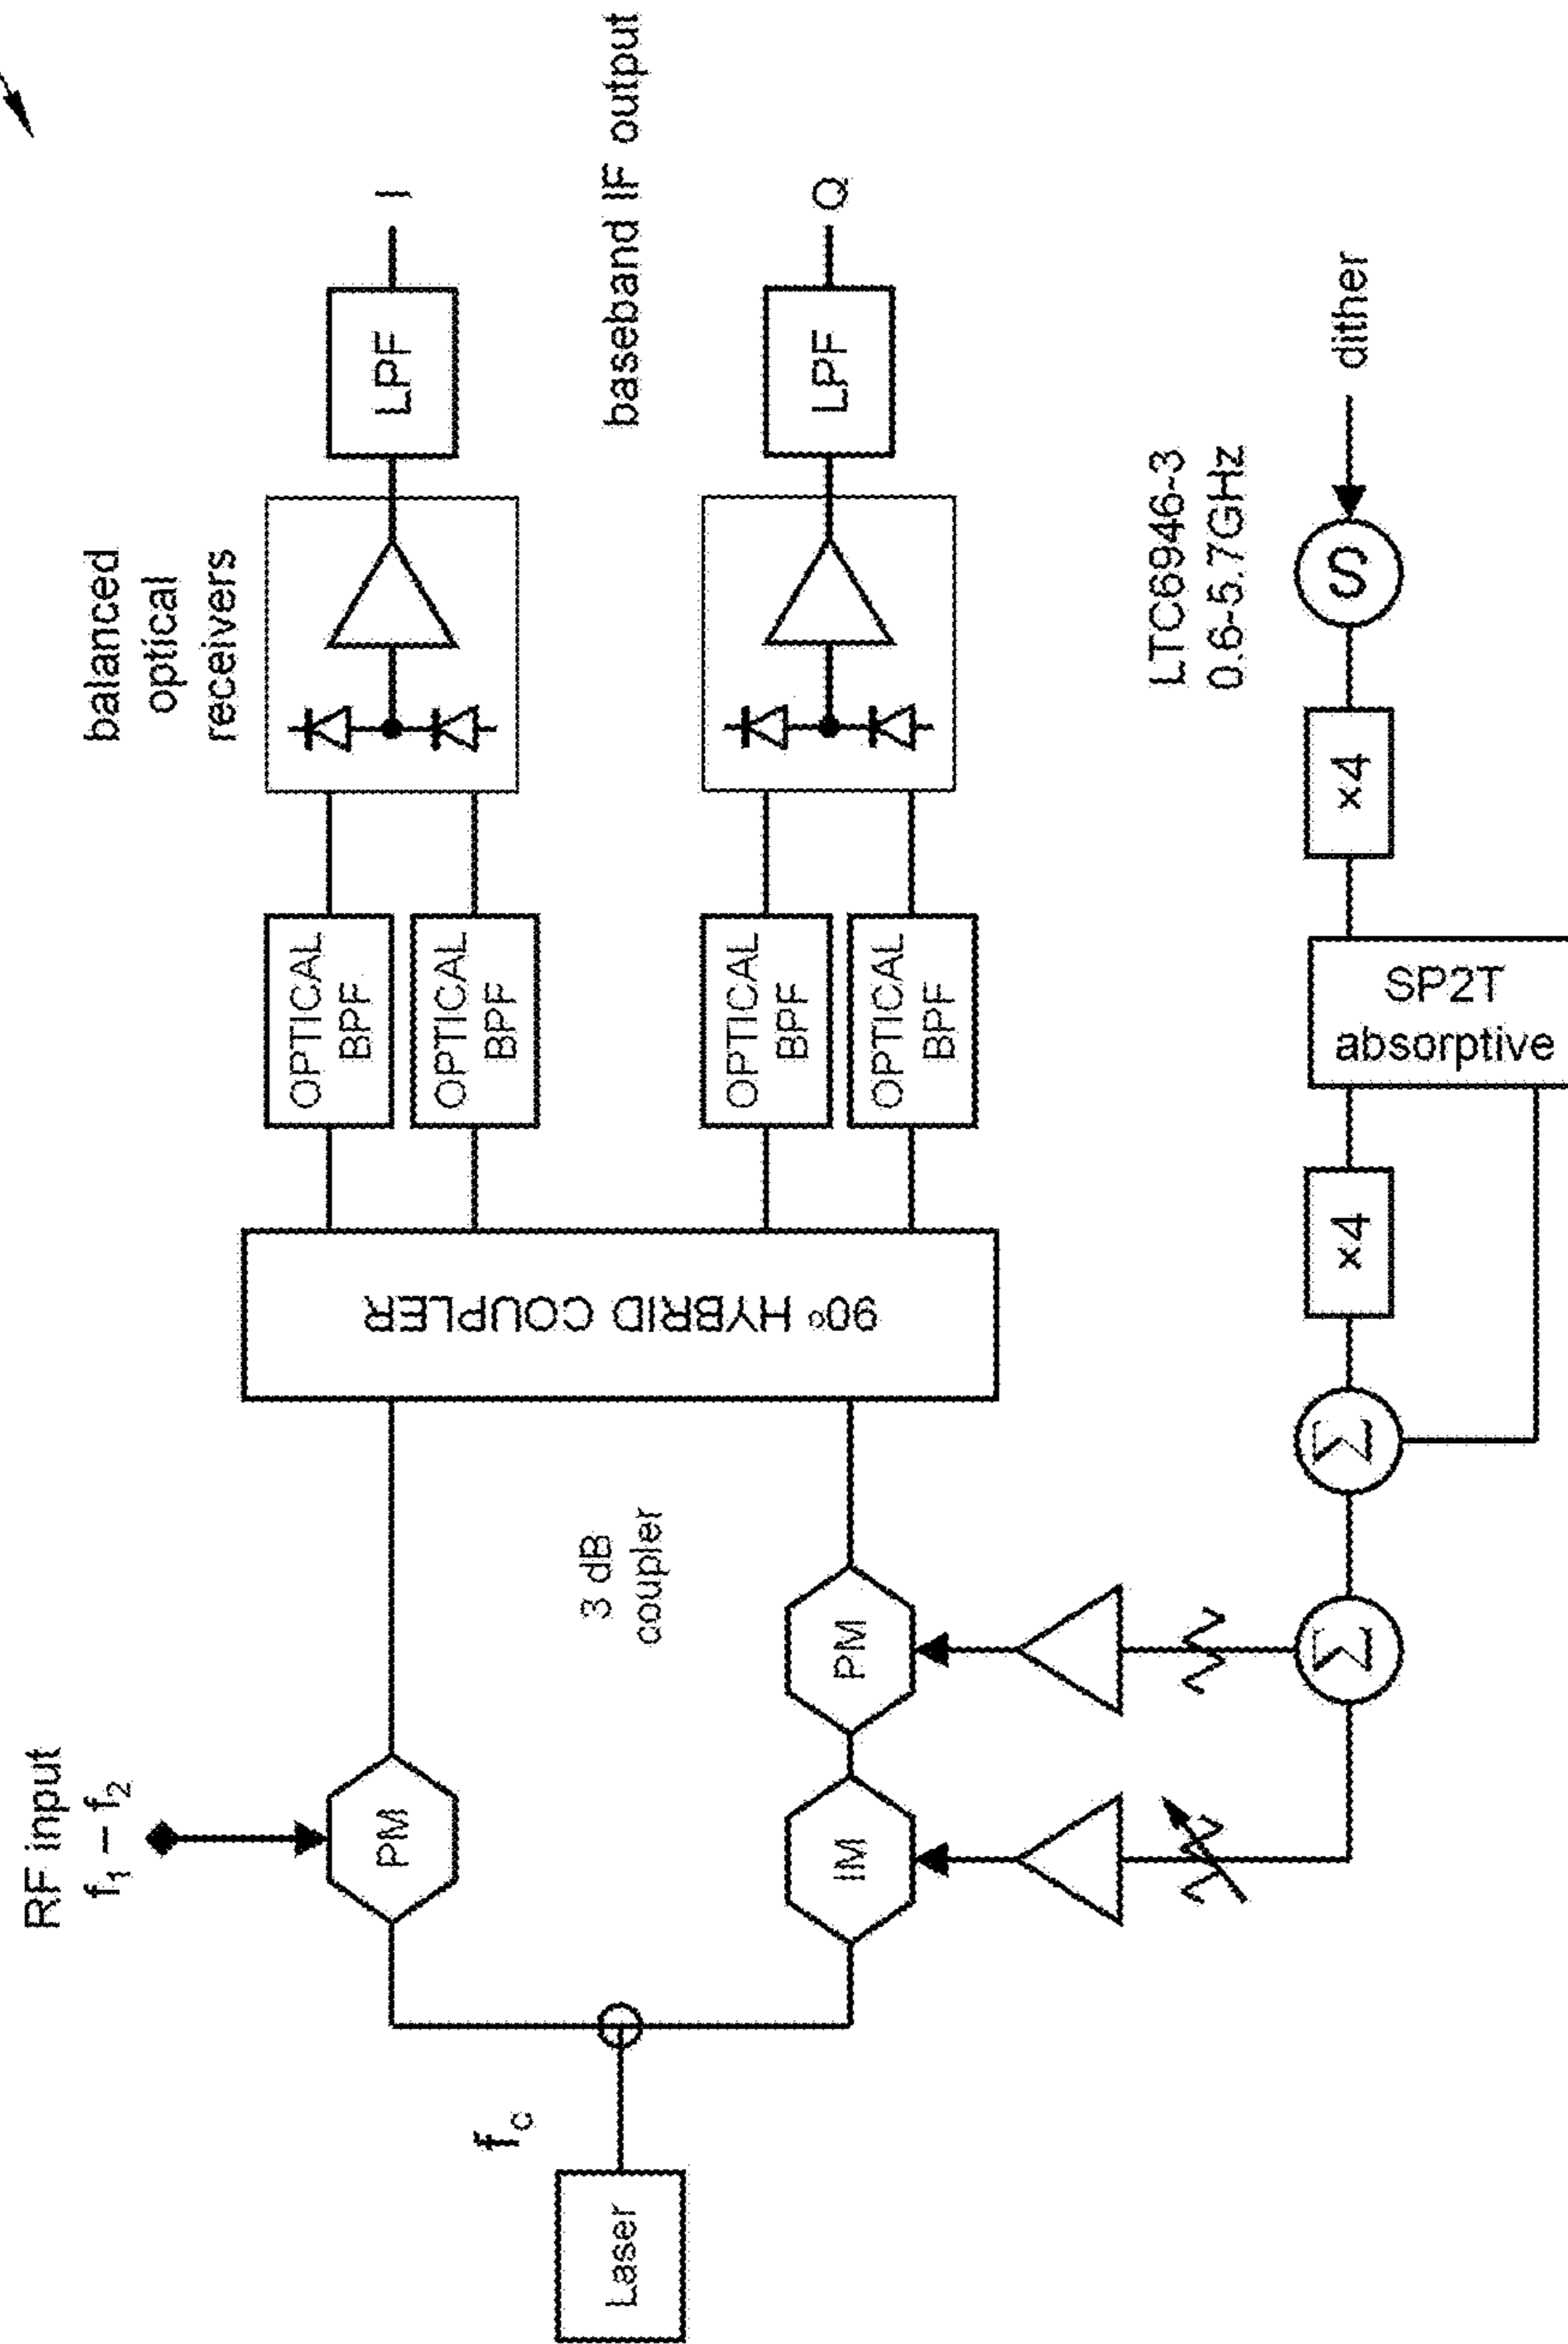 RF input
f₁ – f₂
balanced
optical
receivers
PM
OPTICAL
BPF
OPTICAL
BPF
LPF
I
Laser
f_c
3 dB
coupler
90° HYBRID COUPLER
baseband IF output
IM
PM
OPTICAL
BPF
OPTICAL
BPF
LPF
Q
LTC6946-3
0.6-5.7GHz
Σ
Σ
×4
SP2T
absorptive
×4
S
dither